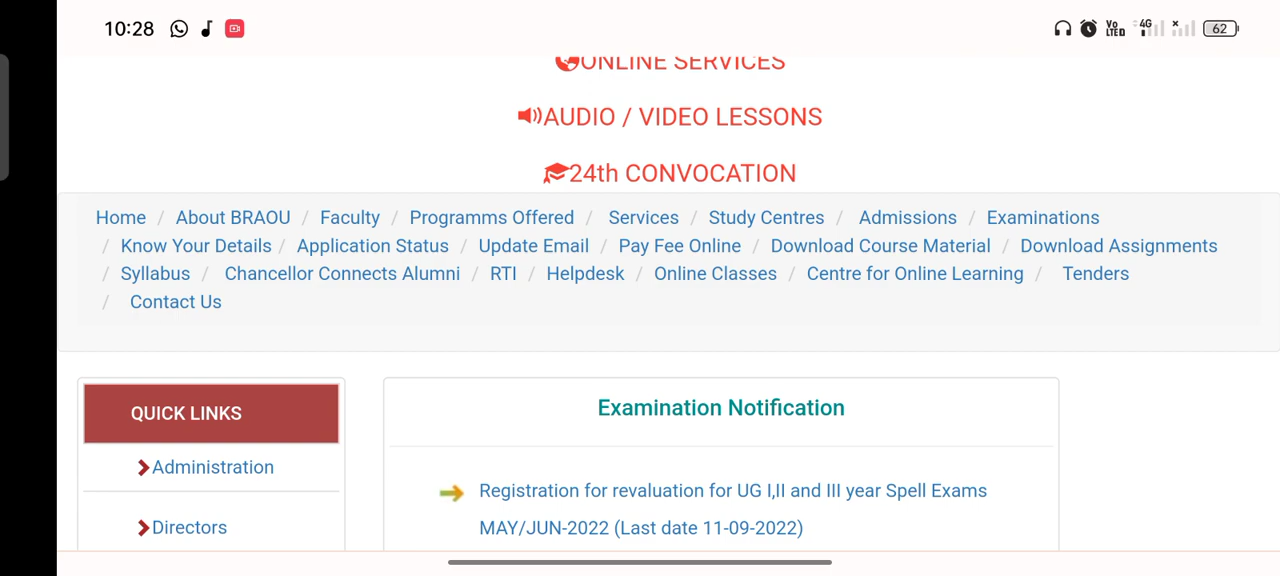 10:28 VoLTED 4G 62
ONLINE SERVICES
AUDIO / VIDEO LESSONS
24th CONVOCATION
Home / About BRAOU / Faculty / Programms Offered / Services / Study Centres / Admissions / Examinations
/ Know Your Details / Application Status / Update Email / Pay Fee Online / Download Course Material / Download Assignments
/ Syllabus / Chancellor Connects Alumni / RTI / Helpdesk / Online Classes / Centre for Online Learning / Tenders
/ Contact Us
QUICK LINKS
Administration
Directors
Examination Notification
Registration for revaluation for UG I,II and III year Spell Exams
MAY/JUN-2022 (Last date 11-09-2022)